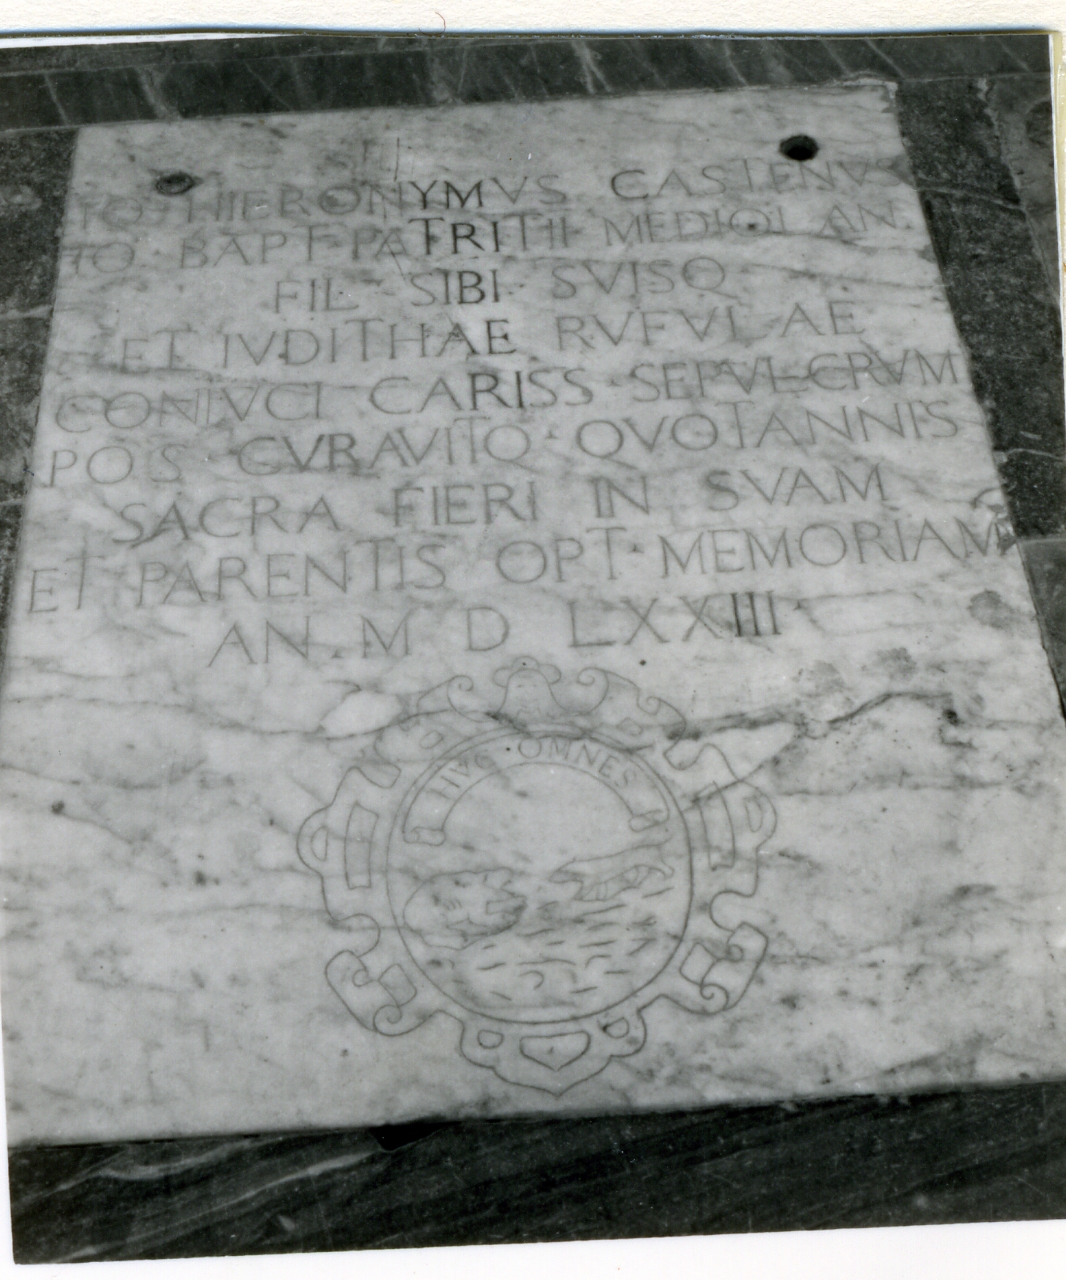 IO · HIERONYMVS CASTENVS
IO · BAPT · PATRITII MEDIOLAN ·
FIL · SIBI · SVISQ
ET IVDITHAE RVFVLAE
CONIVGI CARISS · SEPVLCRVM
POS CVRAVITQ · QVOTANNIS
SACRA FIERI IN SVAM
ET PARENTIS OPT · MEMORIAM
AN · M D LXXIII
HVC OMNES